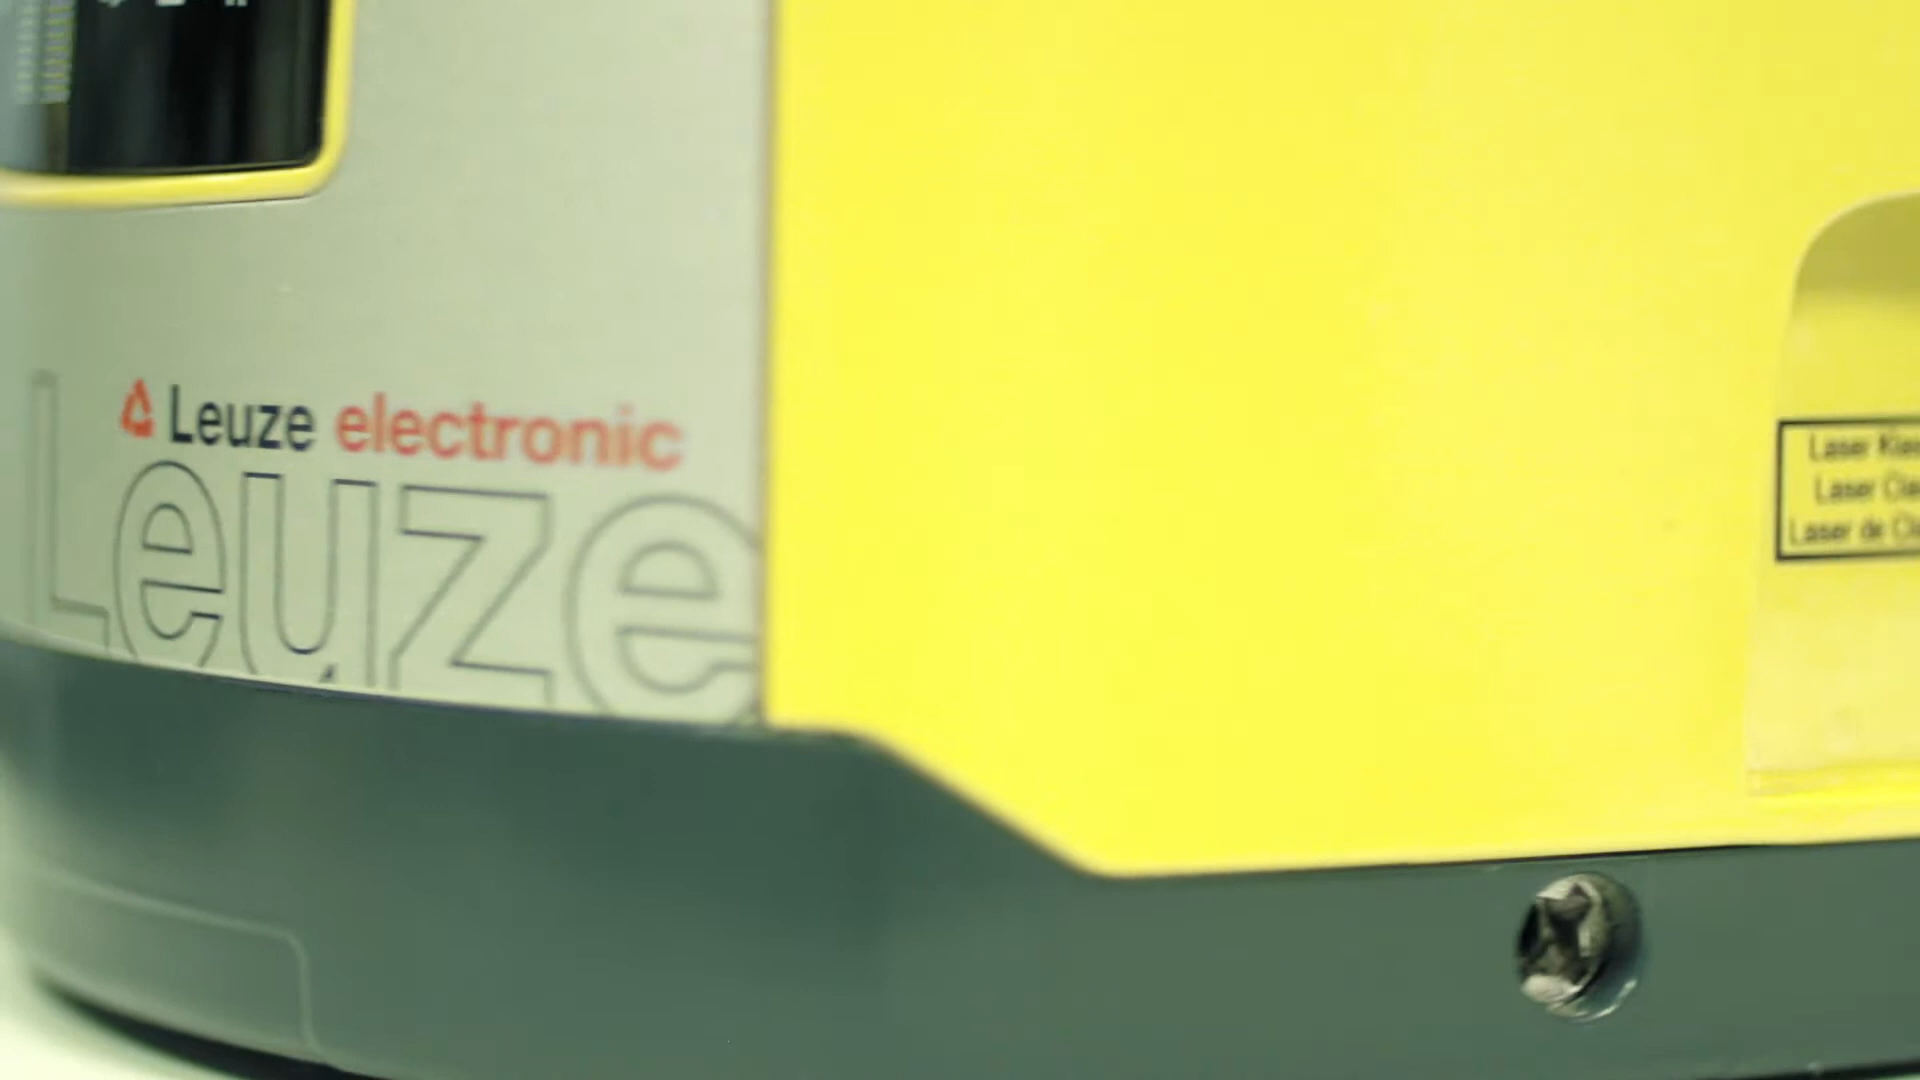 Leuze electronic
Leuze
Laser
Laser
Laser de